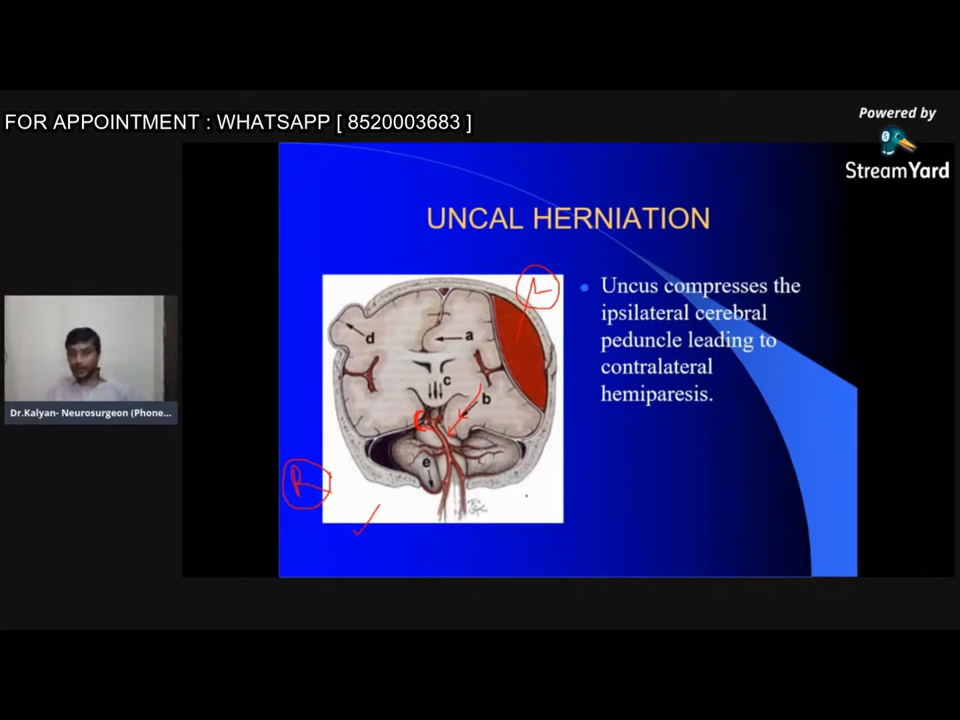 FOR APPOINTMENT : WHATSAPP [ 8520003683 ]
Powered by
StreamYard
UNCAL HERNIATION
L
Uncus compresses the
ipsilateral cerebral
peduncle leading to
contralateral
hemiparesis.
d
a
c
b
e
R
Dr.Kalyan- Neurosurgeon (Phone...